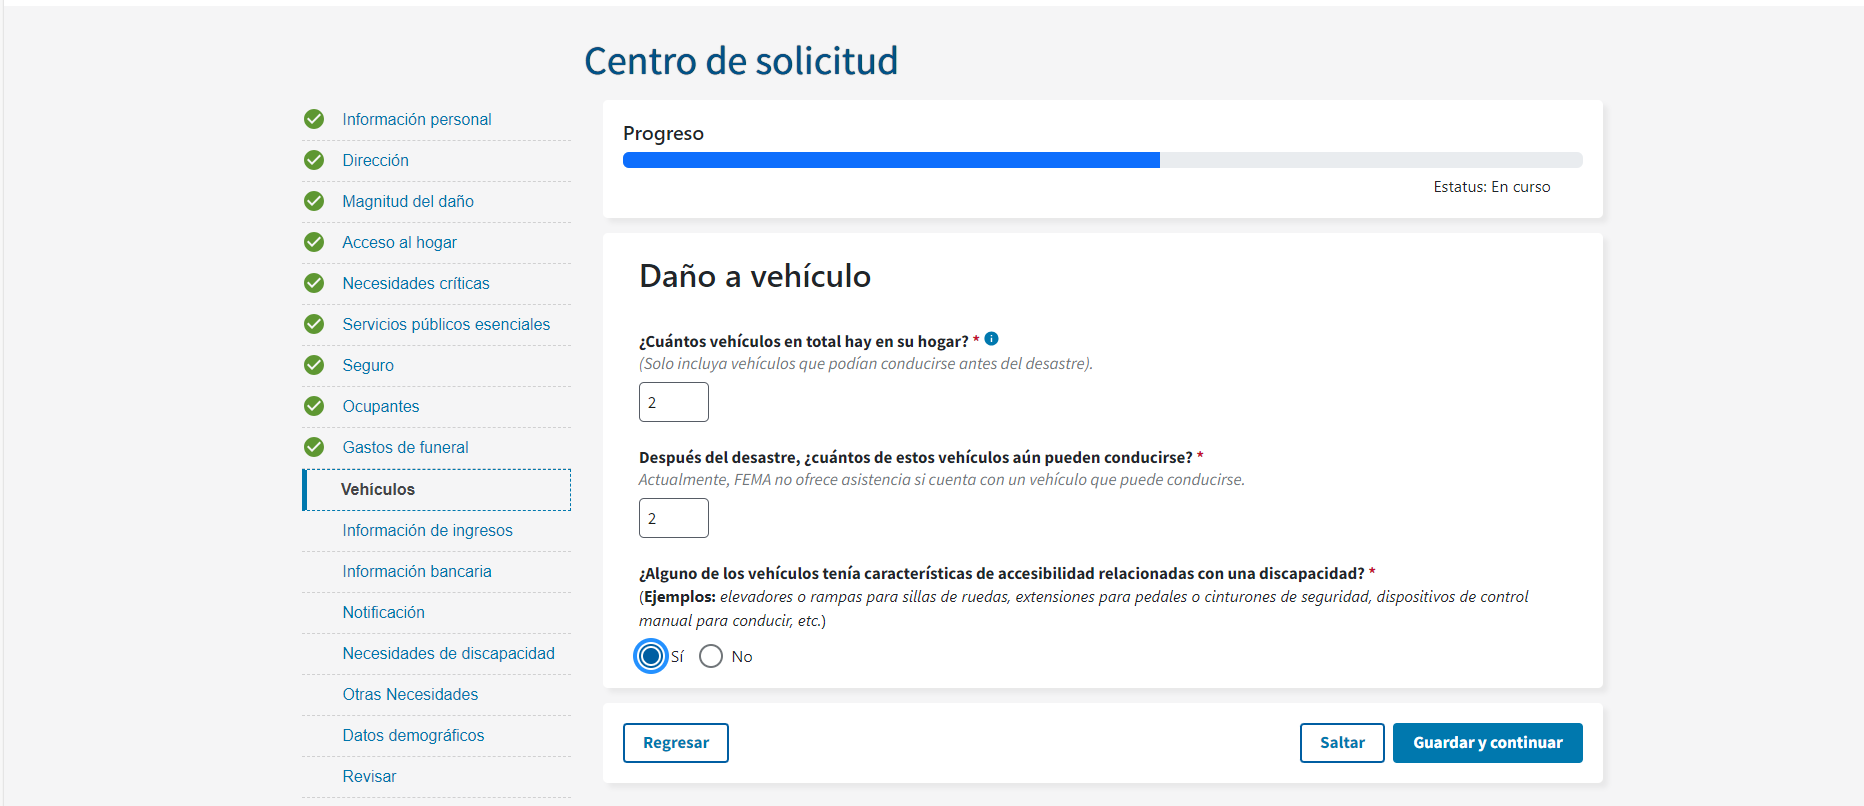 Centro de solicitud
Información personal
Dirección
Magnitud del daño
Acceso al hogar
Necesidades críticas
Servicios públicos esenciales
Seguro
Ocupantes
Gastos de funeral
Vehículos
Información de ingresos
Información bancaria
Notificación
Necesidades de discapacidad
Otras Necesidades
Datos demográficos
Revisar
Progreso
Estatus: En curso
Daño a vehículo
¿Cuántos vehículos en total hay en su hogar? *
(Solo incluya vehículos que podían conducirse antes del desastre).
2
Después del desastre, ¿cuántos de estos vehículos aún pueden conducirse? *
Actualmente, FEMA no ofrece asistencia si cuenta con un vehículo que puede conducirse.
2
¿Alguno de los vehículos tenía características de accesibilidad relacionadas con una discapacidad? *
(Ejemplos: elevadores o rampas para sillas de ruedas, extensiones para pedales o cinturones de seguridad, dispositivos de control
manual para conducir, etc.)
Sí No
Regresar Saltar Guardar y continuar